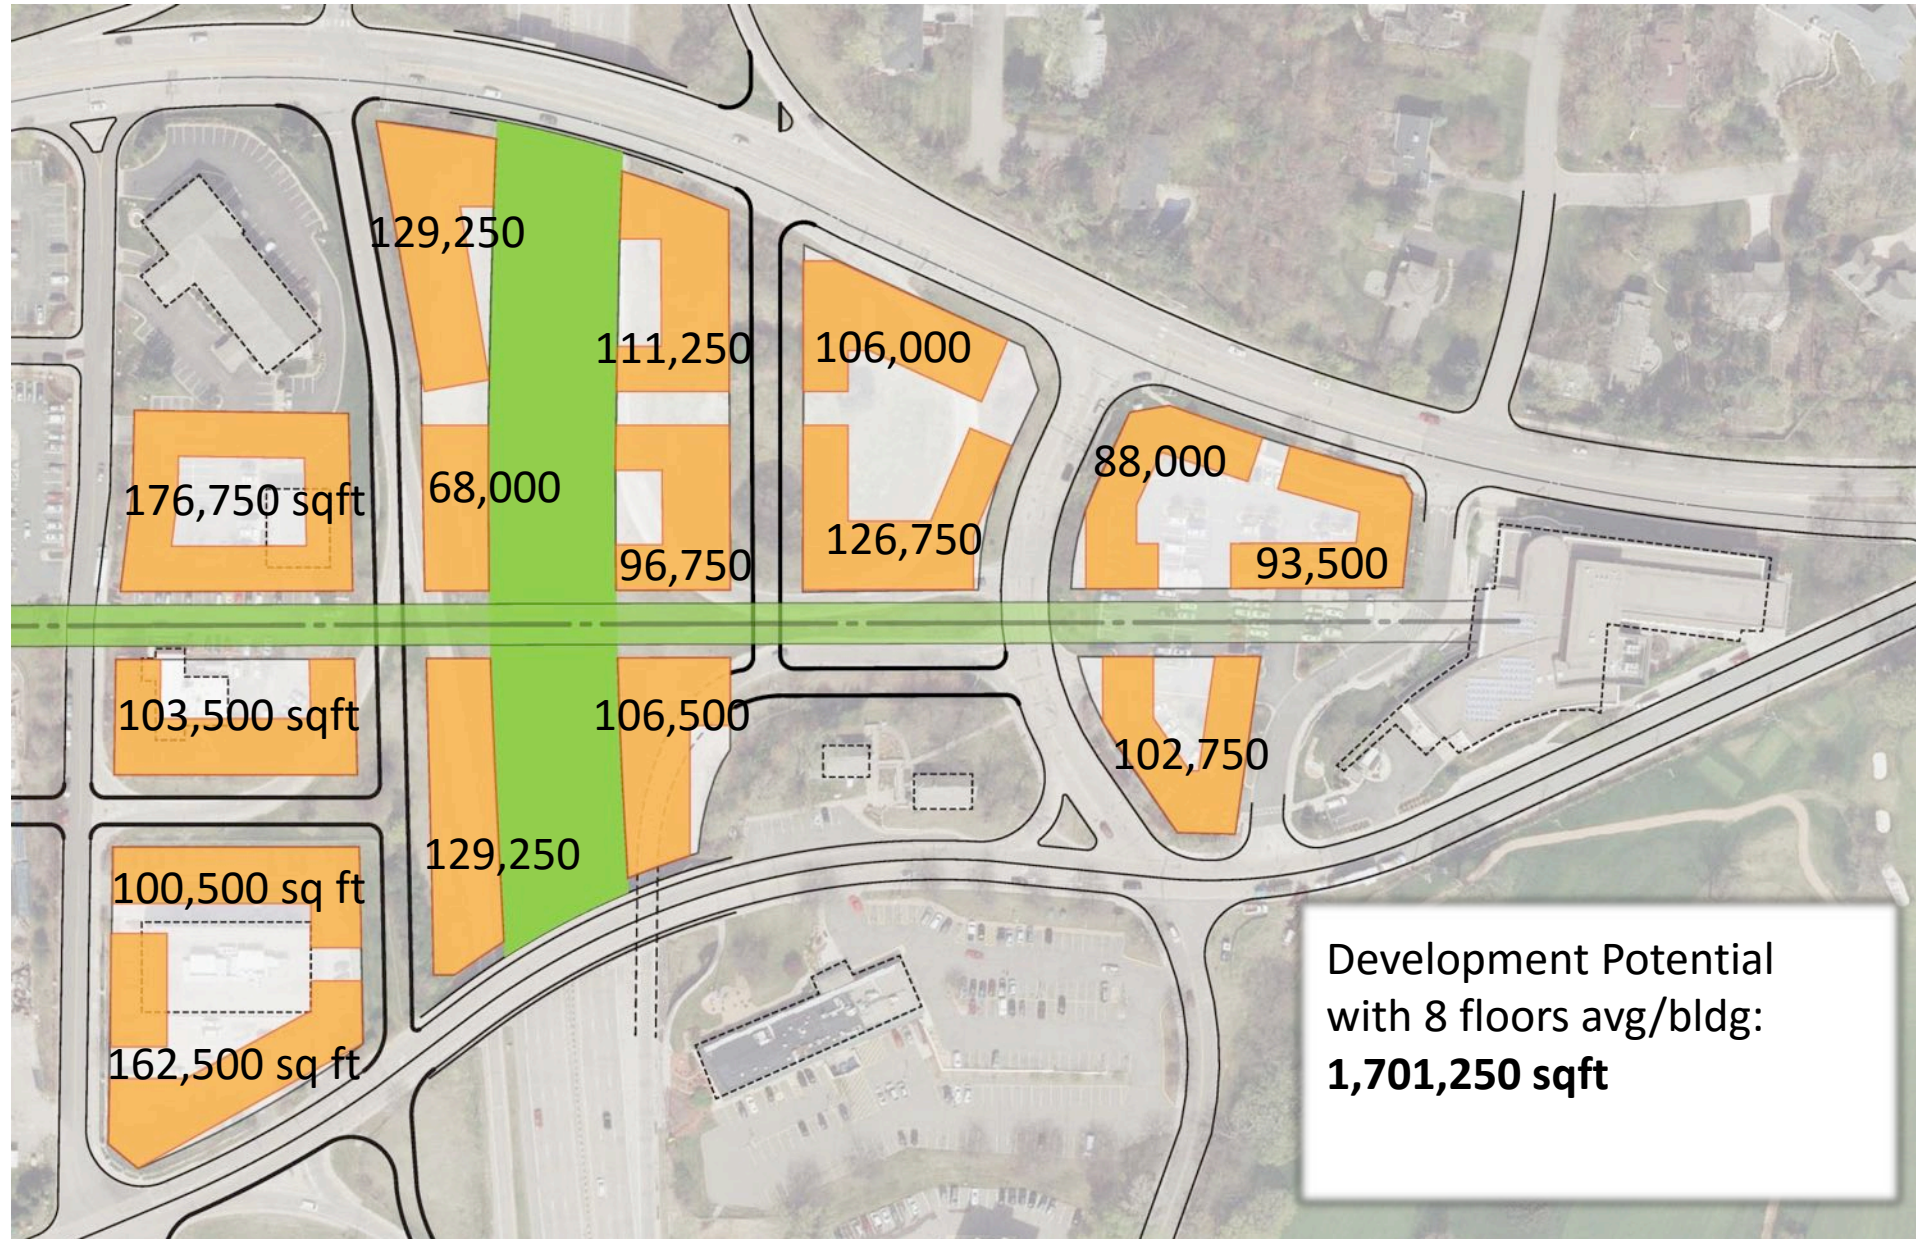 129,250
111,250
106,000
88,000
176,750 sqft
68,000
96,750
126,750
93,500
103,500 sqft
106,500
102,750
129,250
100,500 sq ft
162,500 sq ft
Development Potential
with 8 floors avg/bldg:
1,701,250 sqft